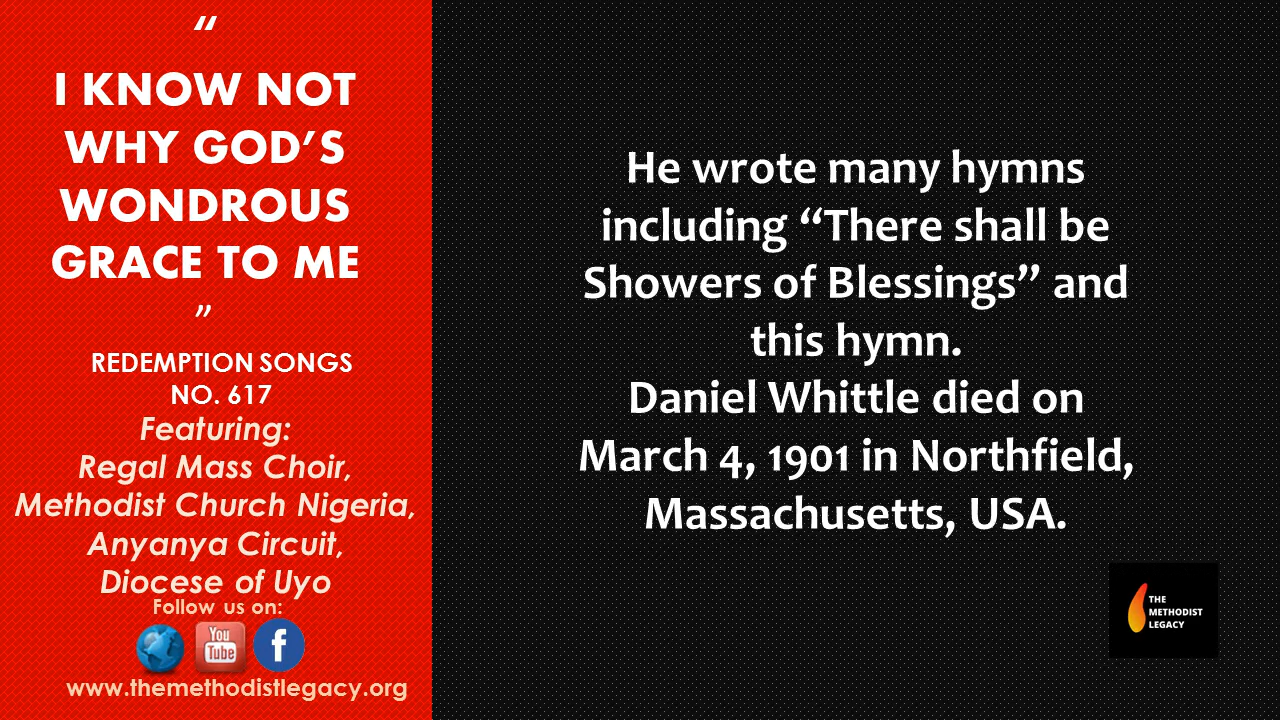 “
I KNOW NOT
WHY GOD’S
WONDROUS
GRACE TO ME
”
REDEMPTION SONGS
NO. 617
Featuring:
Regal Mass Choir,
Methodist Church Nigeria,
Anyanya Circuit,
Diocese of Uyo
Follow us on:
You
Tube
f
www.themethodistlegacy.org
He wrote many hymns
including “There shall be
Showers of Blessings” and
this hymn.
Daniel Whittle died on
March 4, 1901 in Northfield,
Massachusetts, USA.
THE
METHODIST
LEGACY